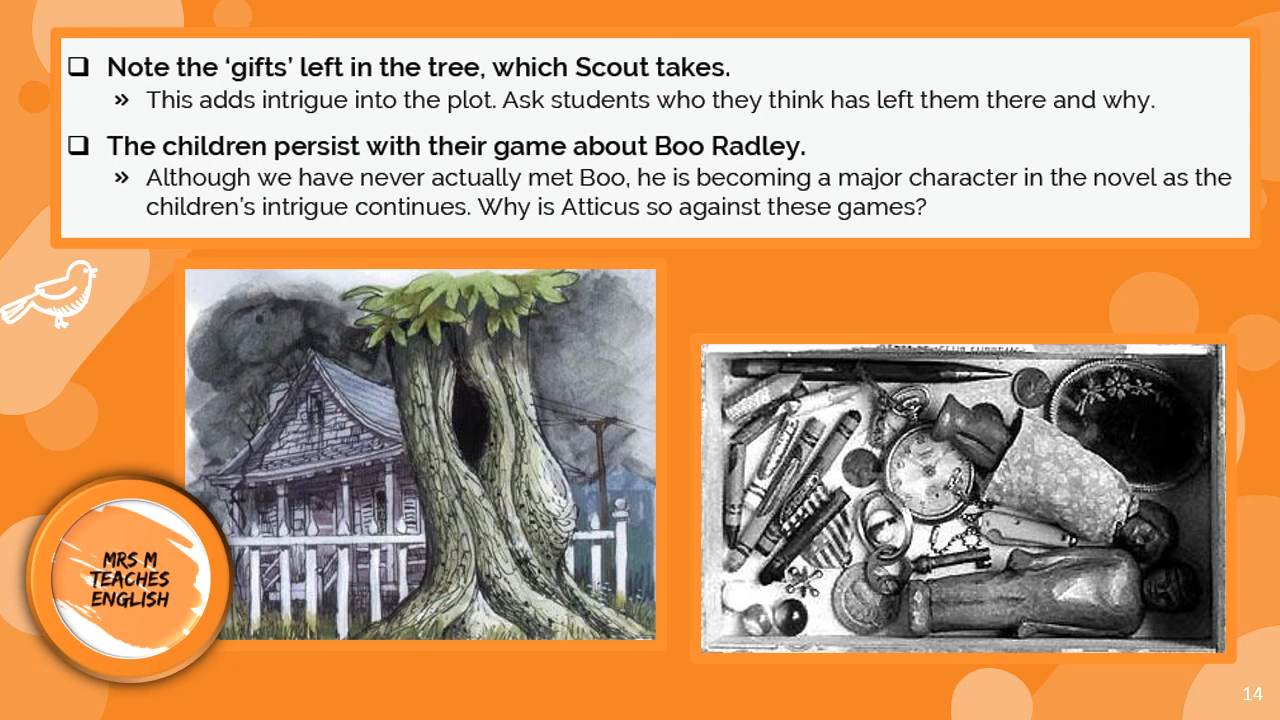 ❑ Note the ‘gifts’ left in the tree, which Scout takes.
» This adds intrigue into the plot. Ask students who they think has left them there and why.
❑ The children persist with their game about Boo Radley.
» Although we have never actually met Boo, he is becoming a major character in the novel as the
children’s intrigue continues. Why is Atticus so against these games?
MRS M
TEACHES
ENGLISH
14